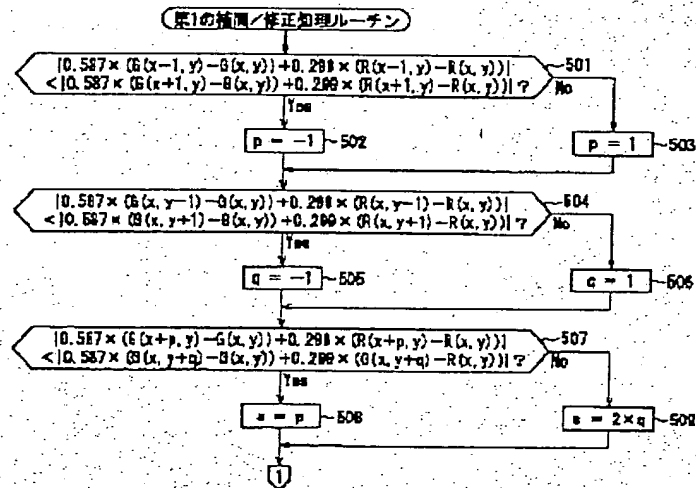 第1の補間/修正処理ルーチン
|0.587×(G(x-1,y)-G(x,y))+0.299×(R(x-1,y)-R(x,y))|
<|0.587×(G(x+1,y)-G(x,y))+0.299×(R(x+1,y)-R(x,y))|?
501
No
Yes
p = -1
502
p = 1
503
|0.587×(G(x,y-1)-G(x,y))+0.299×(R(x,y-1)-R(x,y))|
<|0.587×(G(x,y+1)-G(x,y))+0.299×(R(x,y+1)-R(x,y))|?
504
No
Yes
q = -1
505
q = 1
506
|0.587×(G(x+p,y)-G(x,y))+0.299×(R(x+p,y)-R(x,y))|
<|0.587×(G(x,y+q)-G(x,y))+0.299×(G(x,y+q)-R(x,y))|?
507
No
Yes
s = p
508
s = 2×q
509
1